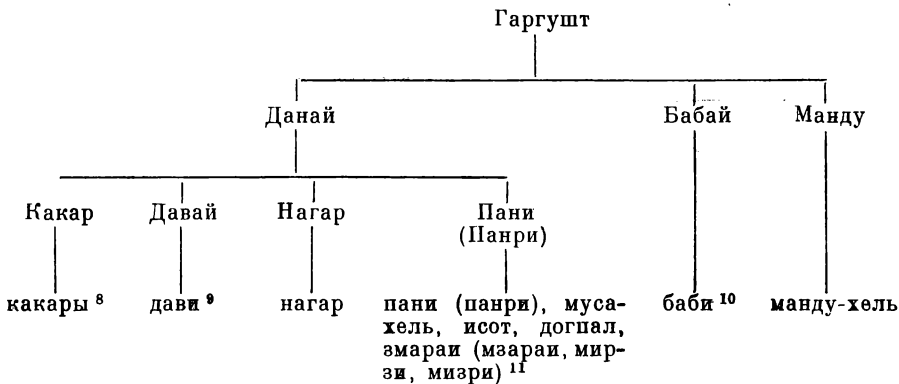 Гаргушт
Данай Бабай Манду
Какар Давай Нагар Пани
(Панри)
какары 8 дави 9 нагар пани (панри), муса- баби 10 манду-хель
хель, исот, догпал,
змараи (мзараи, мир-
зи, мизри) 11